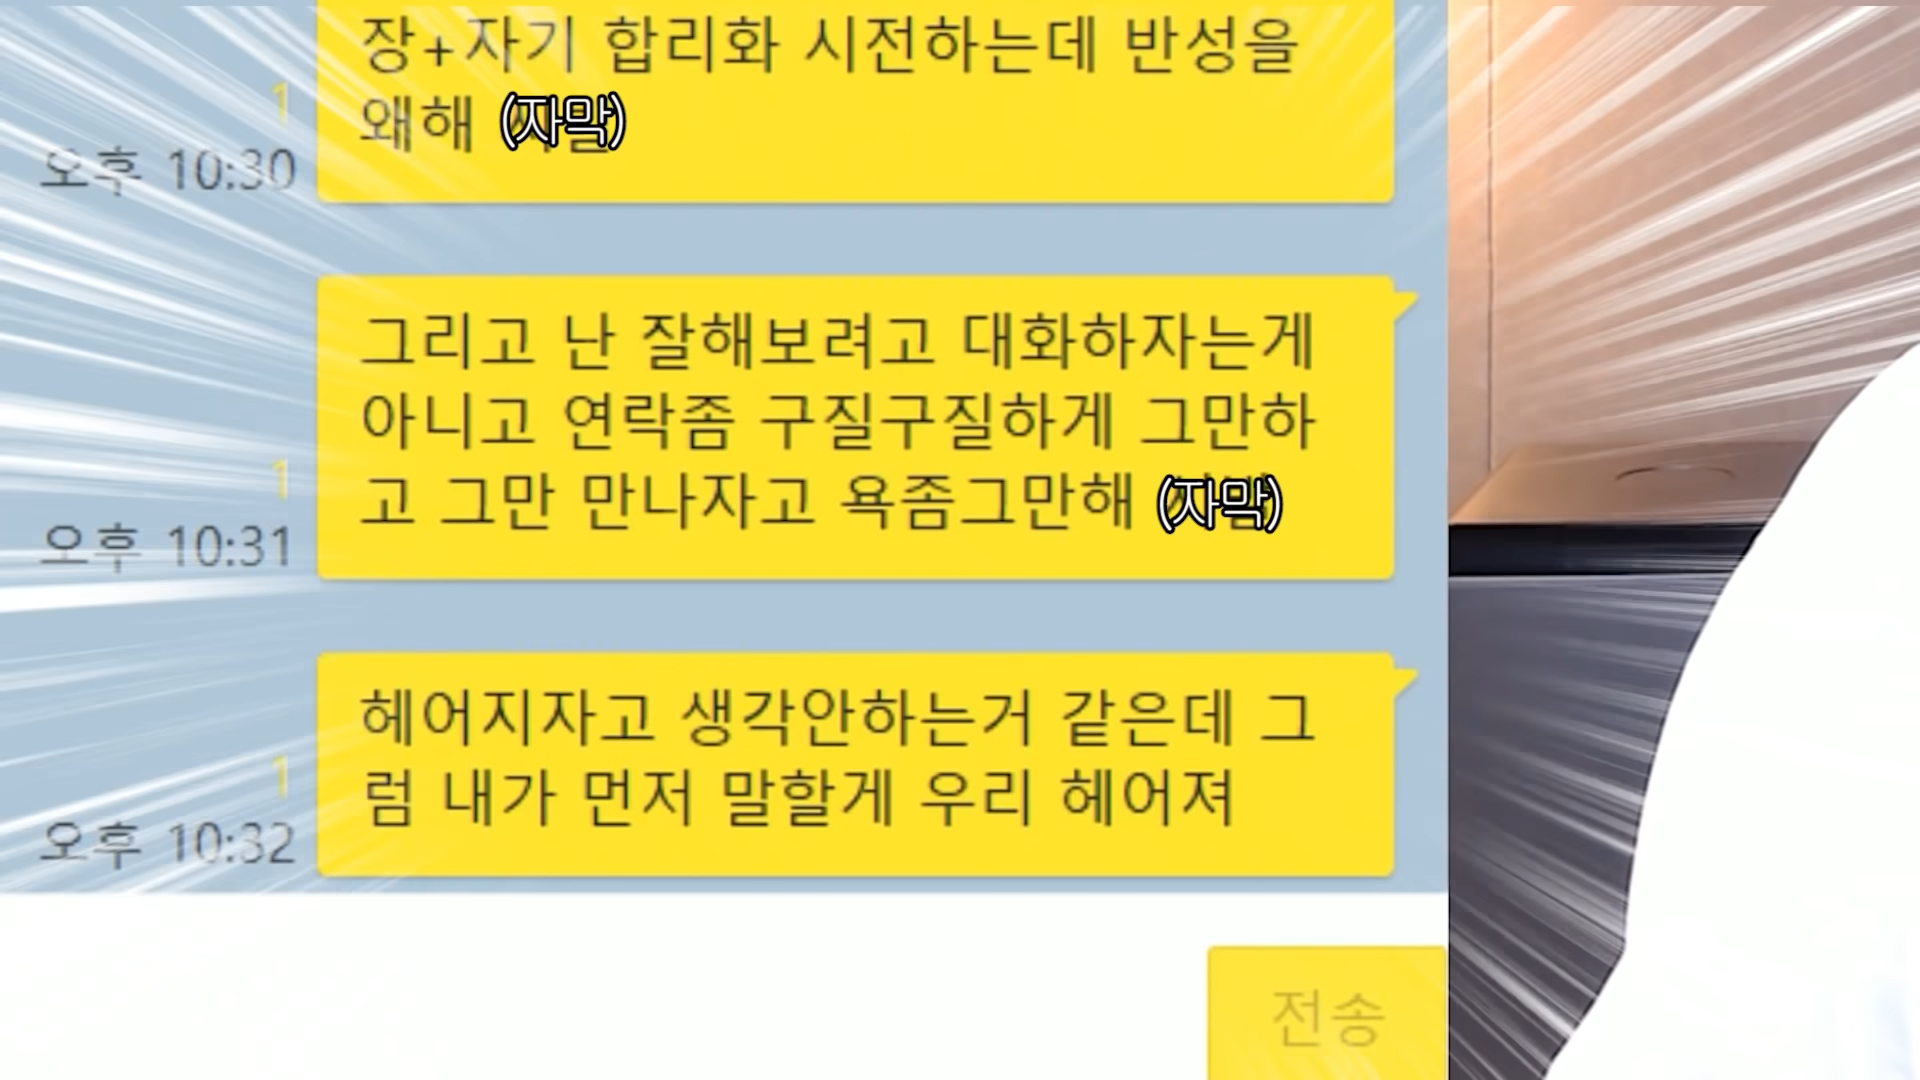 장+자기 합리화 시전하는데 반성을
왜해 (자막)
1
오후 10:30
그리고 난 잘해보려고 대화하자는게
아니고 연락좀 구질구질하게 그만하
고 그만 만나자고 욕좀그만해 (자막)
1
오후 10:31
헤어지자고 생각안하는거 같은데 그
럼 내가 먼저 말할게 우리 헤어져
1
오후 10:32
전송